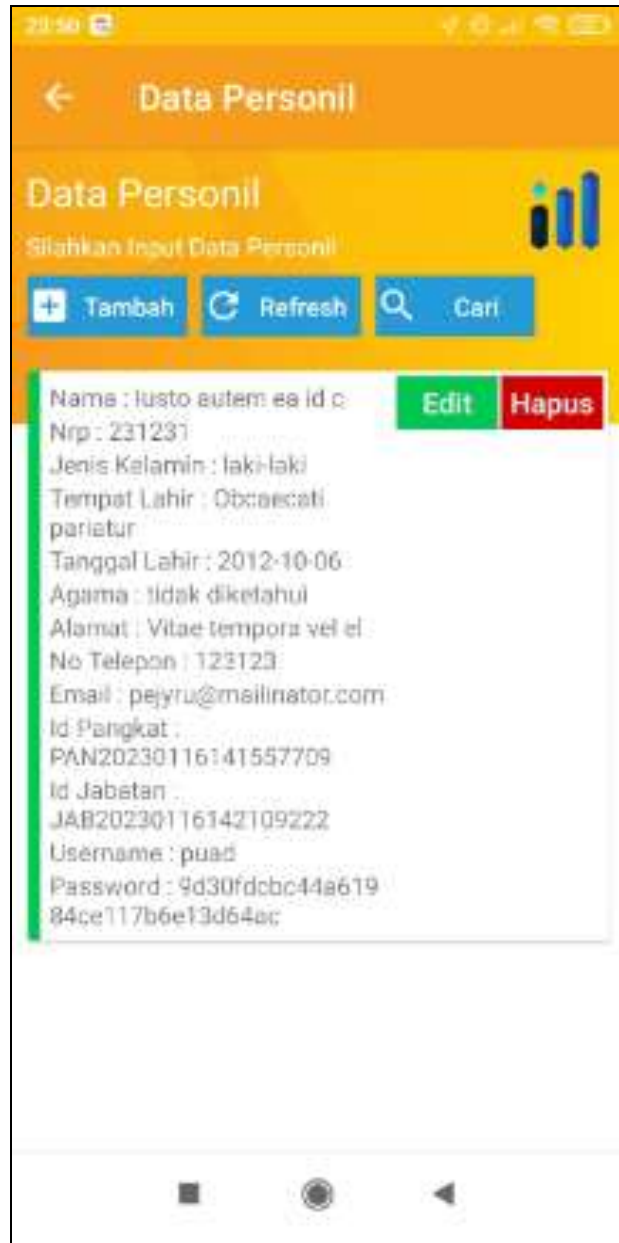 23:50
Data Personil
Data Personil
Silahkan Input Data Personil
Tambah
Refresh
Cari
Nama : Iusto autem ea id c
Edit
Hapus
Nrp : 231231
Jenis Kelamin : laki-laki
Tempat Lahir : Obcaecati
pariatur
Tanggal Lahir : 2012-10-06
Agama : tidak diketahui
Alamat : Vitae tempora vel el
No Telepon : 123123
Email : pejyru@mailinator.com
Id Pangkat :
PAN20230116141557709
Id Jabatan :
JAB20230116142109222
Username : puad
Password : 9d30fdcbc44a619
84ce117b6e13d64ac